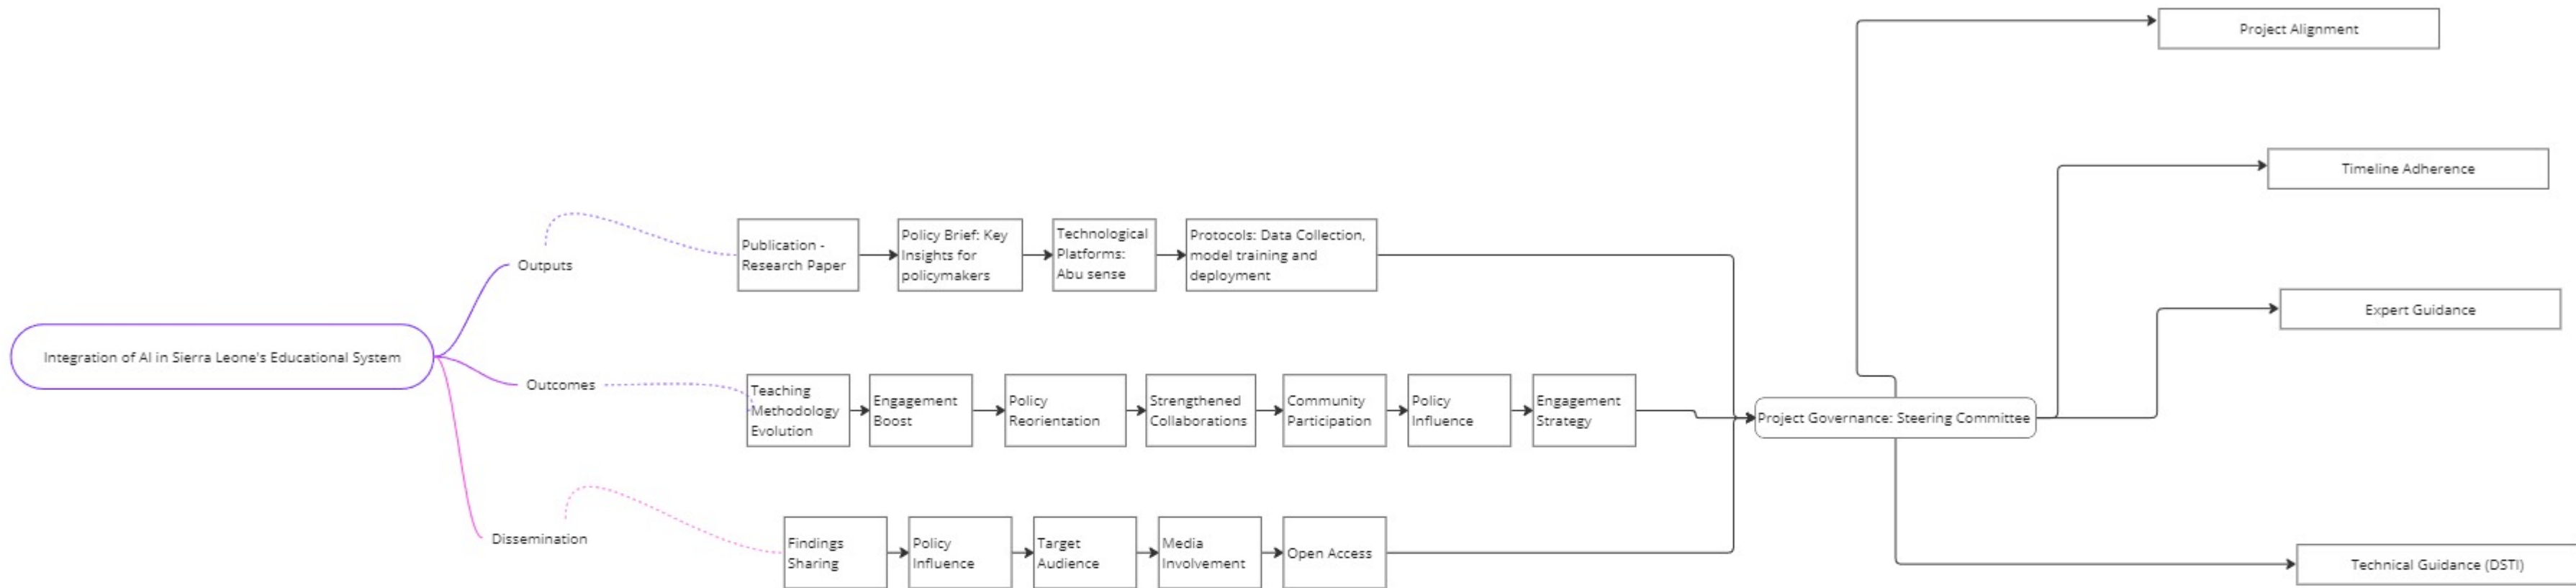 Integration of AI in Sierra Leone's Educational System
Outputs
Publication -
Research Paper
Policy Brief: Key
Insights for
policymakers
Technological
Platforms:
Abu sense
Protocols: Data Collection,
model training and
deployment
Outcomes
Teaching
Methodology
Evolution
Engagement
Boost
Policy
Reorientation
Strengthened
Collaborations
Community
Participation
Policy
Influence
Engagement
Strategy
Dissemination
Findings
Sharing
Policy
Influence
Target
Audience
Media
Involvement
Open Access
Project Governance: Steering Committee
Project Alignment
Timeline Adherence
Expert Guidance
Technical Guidance (DSTI)